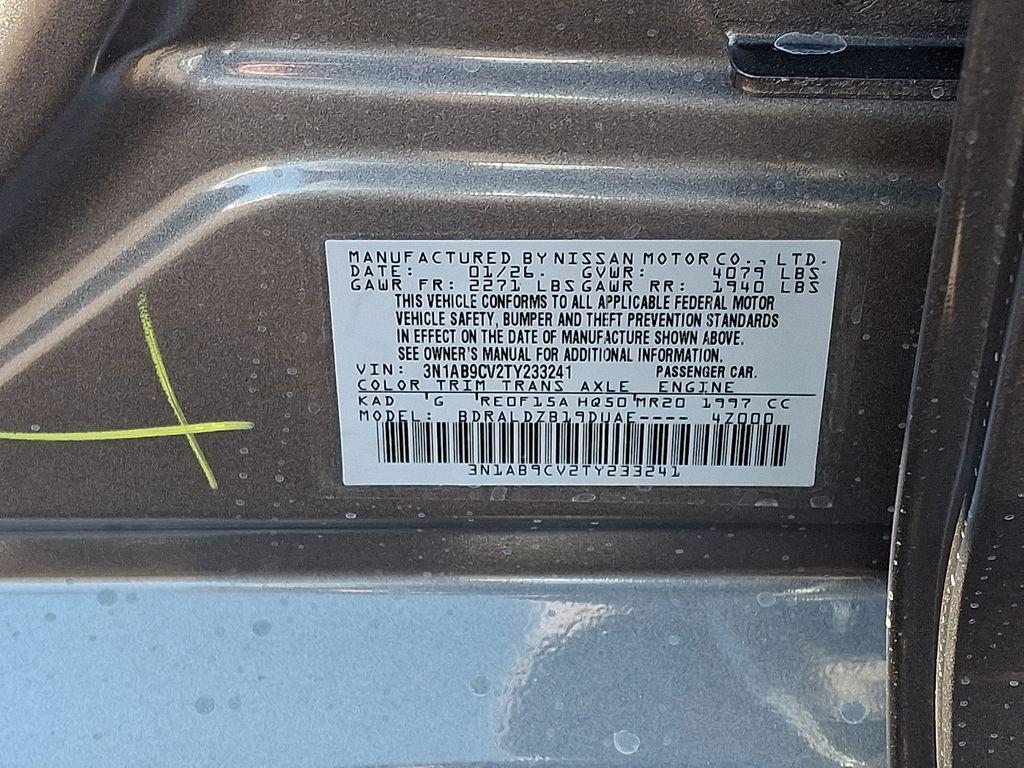 MANUFACTURED BY NISSAN MOTOR CO., LTD.
DATE: 01/26. GVWR: 4079 LBS
GAWR FR: 2271 LBS GAWR RR: 1940 LBS
THIS VEHICLE CONFORMS TO ALL APPLICABLE FEDERAL MOTOR
VEHICLE SAFETY, BUMPER AND THEFT PREVENTION STANDARDS
IN EFFECT ON THE DATE OF MANUFACTURE SHOWN ABOVE.
SEE OWNER'S MANUAL FOR ADDITIONAL INFORMATION.
VIN: 3N1AB9CV2TY233241 PASSENGER CAR.
COLOR TRIM TRANS AXLE ENGINE
KAD 'G RE0F15A HQ50 MR20 1997 CC
MODEL: BDRALDZB19DUAE---- 4Z000
3N1AB9CV2TY233241